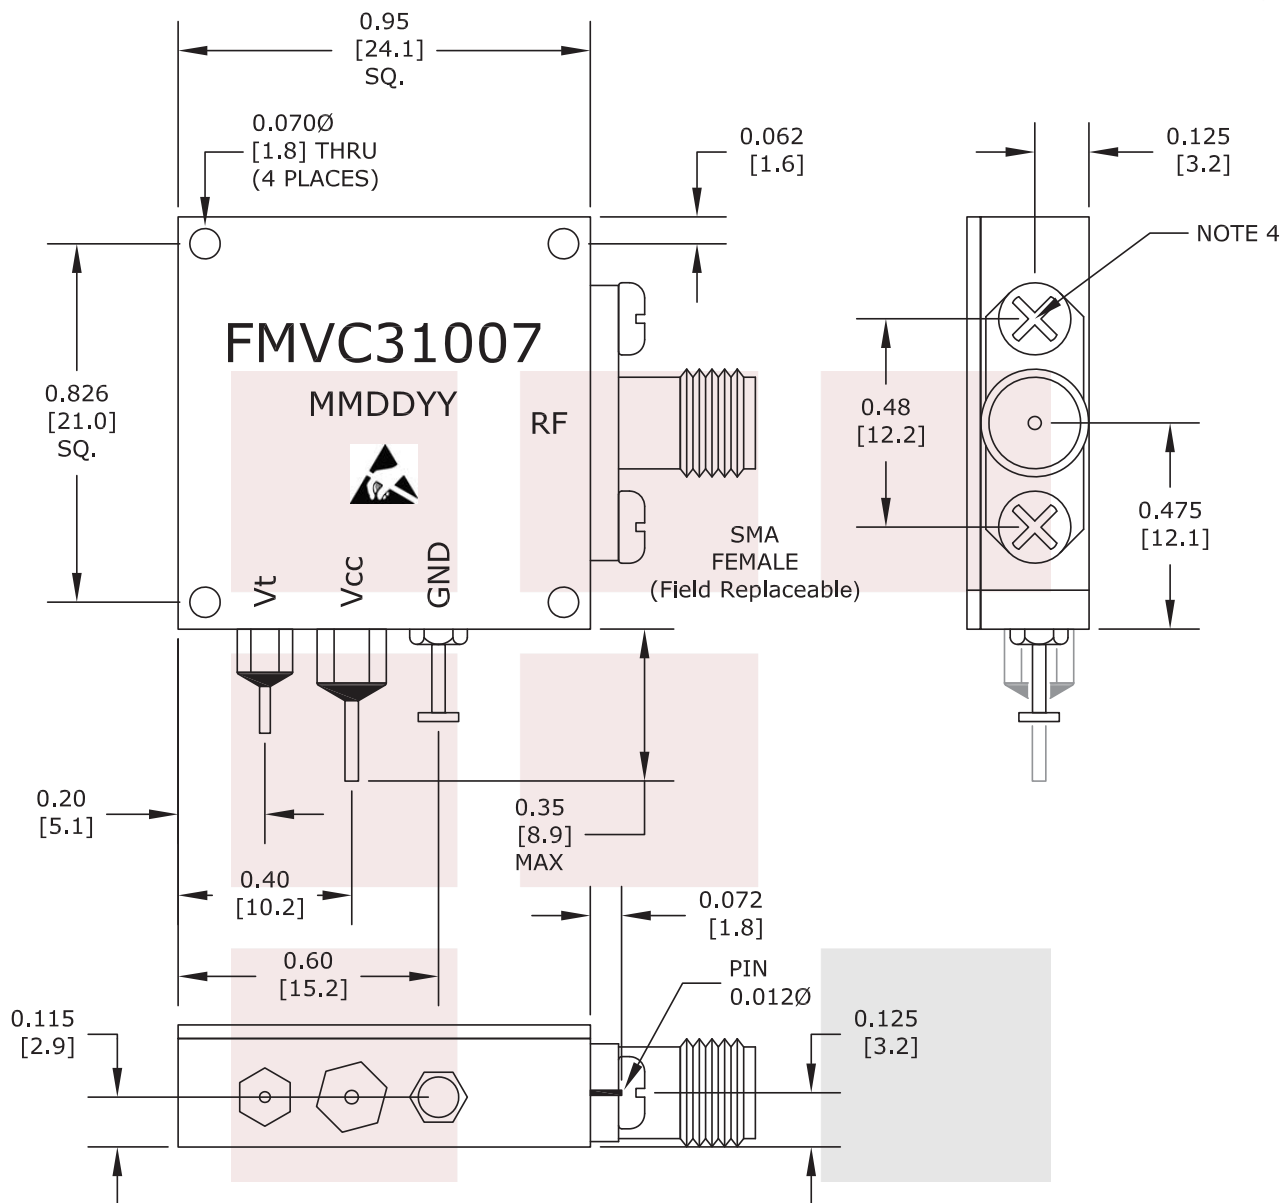 0.95
[24.1]
SQ.
0.070Ø
[1.8] THRU
(4 PLACES)
0.062
[1.6]
0.125
[3.2]
NOTE 4
FMVC31007
MMDDYY
RF
0.826
[21.0]
SQ.
0.48
[12.2]
0.475
[12.1]
SMA
FEMALE
(Field Replaceable)
Vt
Vcc
GND
0.20
[5.1]
0.35
[8.9]
MAX
0.40
[10.2]
0.072
[1.8]
0.60
[15.2]
PIN
0.012Ø
0.115
[2.9]
0.125
[3.2]